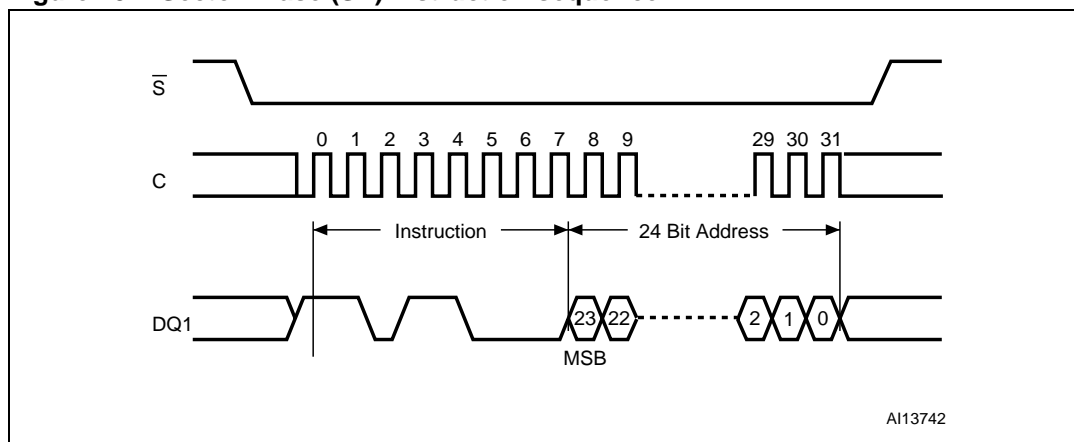 S
0 1 2 3 4 5 6 7 8 9 29 30 31
C
Instruction 24 Bit Address
DQ1 23 22 2 1 0
MSB
AI13742